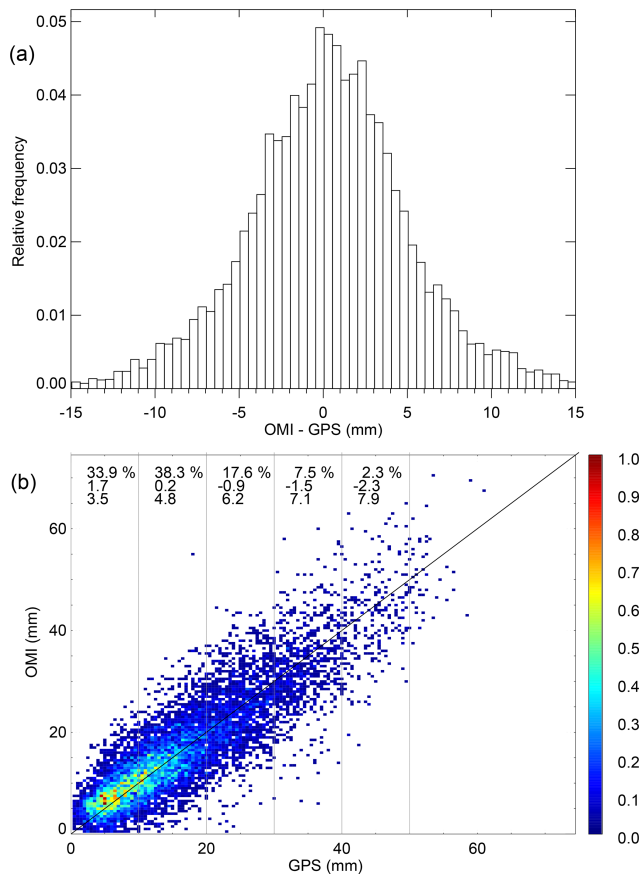 (a)
Relative frequency
0.05
0.04
0.03
0.02
0.01
0.00
-15 -10 -5 0 5 10 15
OMI - GPS (mm)
(b)
33.9 % 38.3 % 17.6 % 7.5 % 2.3 %
1.7 0.2 -0.9 -1.5 -2.3
3.5 4.8 6.2 7.1 7.9
OMI (mm)
60
40
20
0
0 20 40 60
GPS (mm)
1.0
0.9
0.8
0.7
0.6
0.5
0.4
0.3
0.2
0.1
0.0